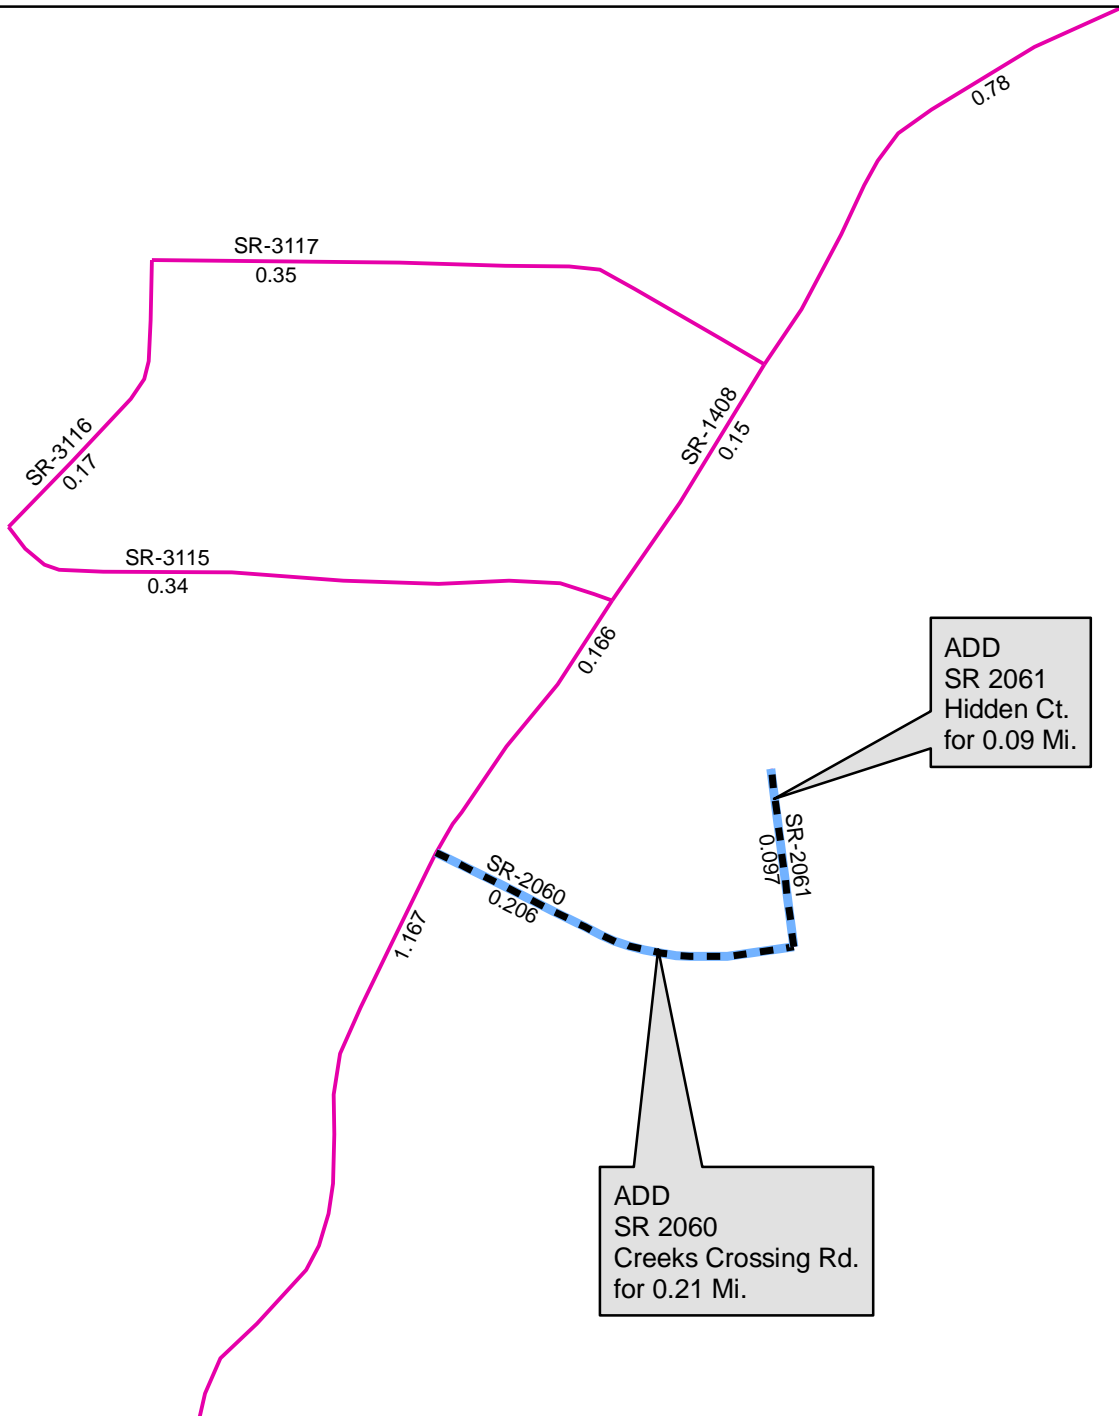 0.78
SR-3117
0.35
SR-1408
0.15
SR-3116
0.17
SR-3115
0.34
0.166
ADD
SR 2061
Hidden Ct.
for 0.09 Mi.
SR-2061
0.097
SR-2060
0.206
1.167
ADD
SR 2060
Creeks Crossing Rd.
for 0.21 Mi.